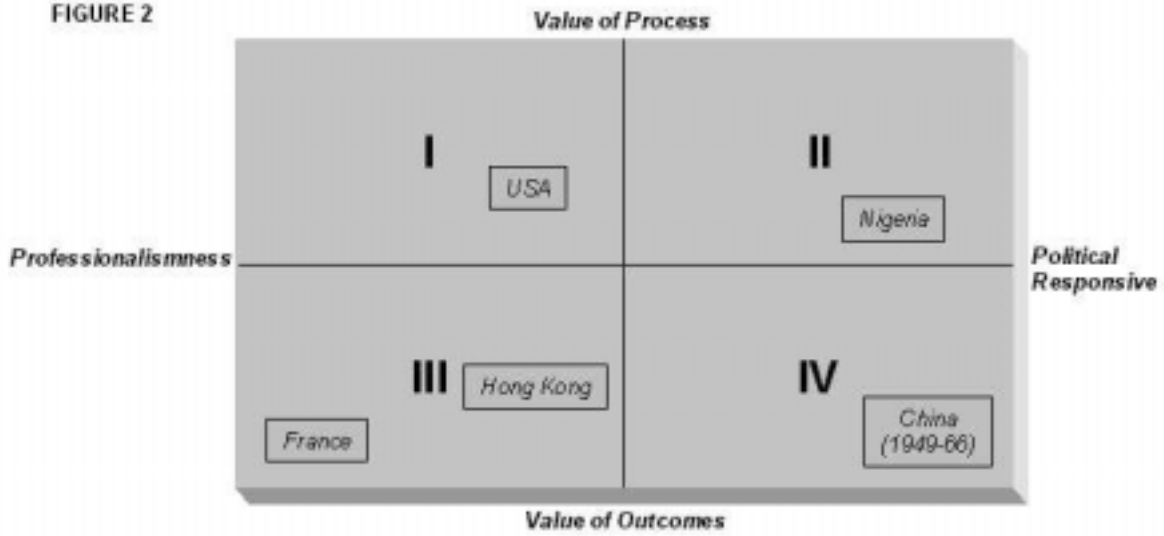 FIGURE 2
Value of Process
I
II
USA
Nigeria
Professionalismness
Political
Responsive
III
Hong Kong
IV
France
China
(1949-66)
Value of Outcomes